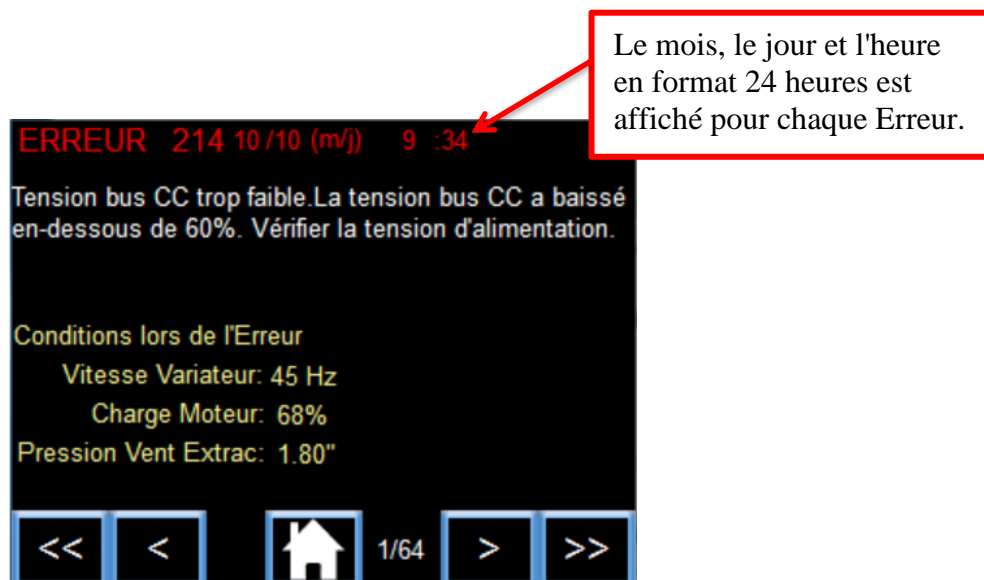 Le mois, le jour et l'heure
en format 24 heures est
affiché pour chaque Erreur.
ERREUR 214 10 /10 (m/j) 9 :34
Tension bus CC trop faible.La tension bus CC a baissé
en-dessous de 60%. Vérifier la tension d'alimentation.
Conditions lors de l'Erreur
Vitesse Variateur: 45 Hz
Charge Moteur: 68%
Pression Vent Extrac: 1.80"
<< < 1/64 > >>